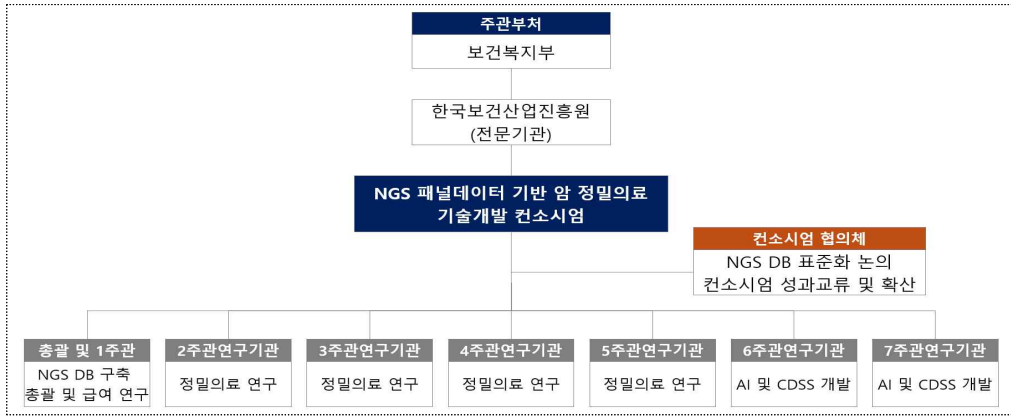 주관부처
보건복지부
한국보건산업진흥원
(전문기관)
NGS 패널데이터 기반 암 정밀의료
기술개발 컨소시엄
컨소시엄 협의체
NGS DB 표준화 논의
컨소시엄 성과교류 및 확산
총괄 및 1주관
NGS DB 구축
총괄 및 급여 연구
2주관연구기관
정밀의료 연구
3주관연구기관
정밀의료 연구
4주관연구기관
정밀의료 연구
5주관연구기관
정밀의료 연구
6주관연구기관
AI 및 CDSS 개발
7주관연구기관
AI 및 CDSS 개발